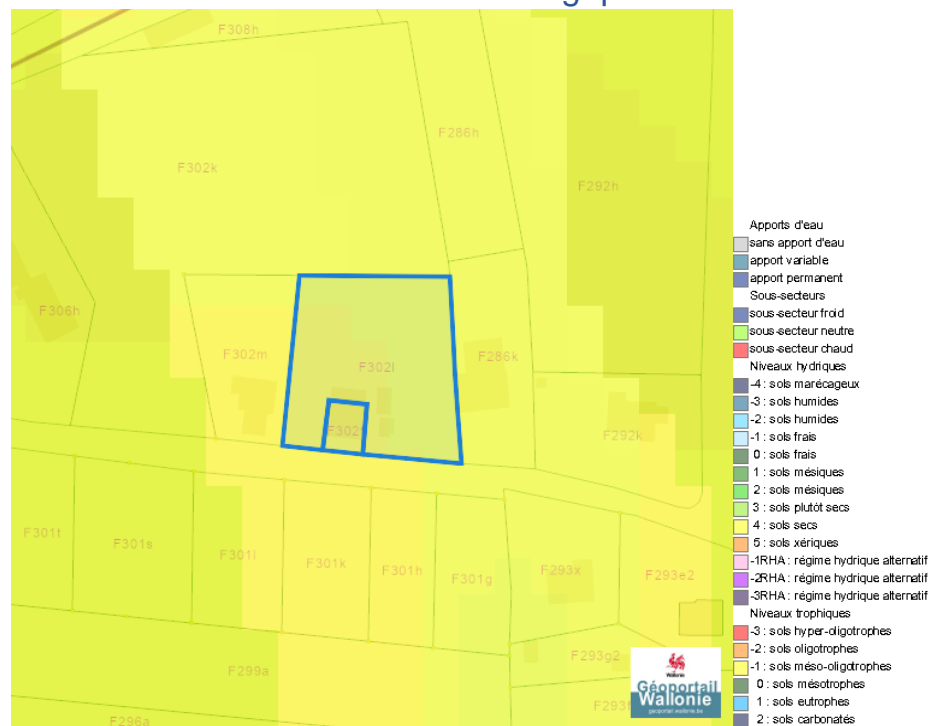 F308h
F286h
F302k
F292h
F306h
F302m
F302l
F286k
F302
F292k
F301t
F301s
F301l
F301k
F301h
F301g
F293x
F293e2
F299a
F293g2
F296a
Wallonie
Géoportail
Wallonie
geoportail.wallonie.be
Apports d'eau
sans apport d'eau
apport variable
apport permanent
Sous-secteurs
sous-secteur froid
sous-secteur neutre
sous-secteur chaud
Niveaux hydriques
-4 : sols marécageux
-3 : sols humides
-2 : sols humides
-1 : sols frais
0 : sols frais
1 : sols mésiques
2 : sols mésiques
3 : sols plutôt secs
4 : sols secs
5 : sols xériques
-1RHA : régime hydrique alternatif
-2RHA : régime hydrique alternatif
-3RHA : régime hydrique alternatif
Niveaux trophiques
-3 : sols hyper-oligotrophes
-2 : sols oligotrophes
-1 : sols méso-oligotrophes
0 : sols mésotrophes
1 : sols eutrophes
2 : sols carbonatés